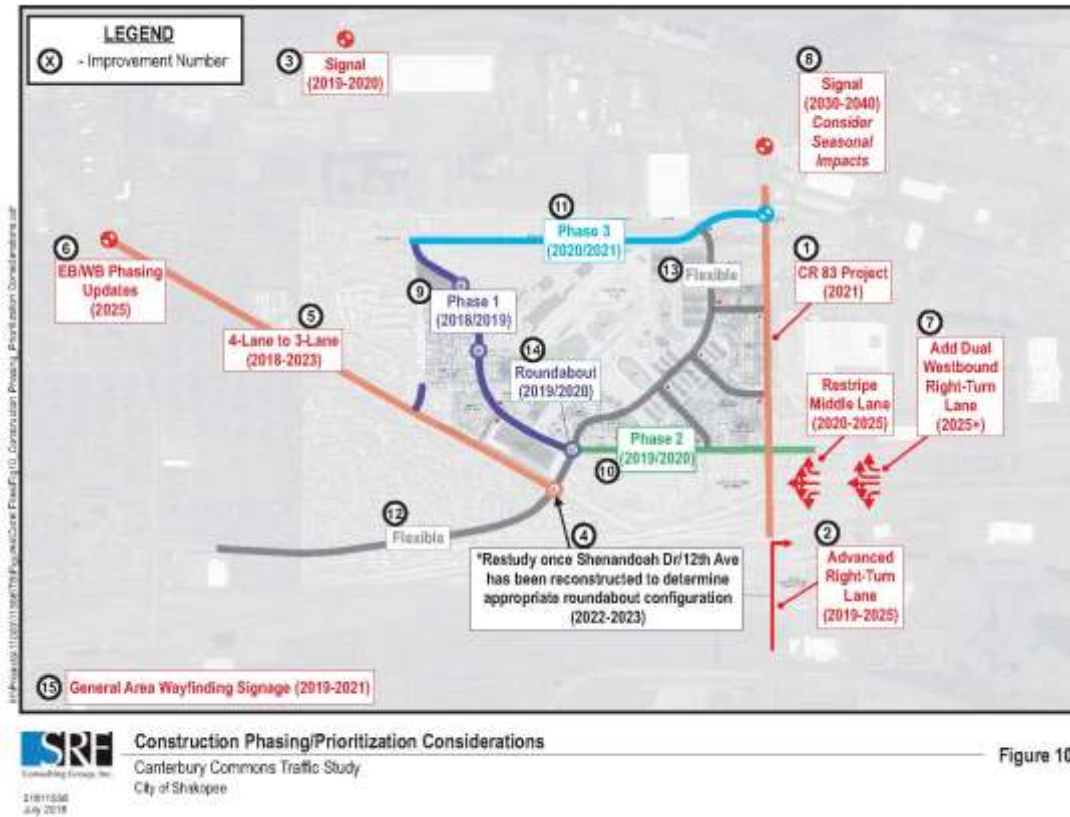 LEGEND
X - Improvement Number
3
Signal
(2019-2020)
8
Signal
(2030-2040)
Consider
Seasonal
Impacts
11
Phase 3
(2020/2021)
6
EB/WB Phasing
Updates
(2025)
13
Flexible
1
CR 83 Project
(2021)
9
Phase 1
(2018/2019)
5
4-Lane to 3-Lane
(2018-2023)
7
Add Dual
Westbound
Right-Turn
Lane
(2025+)
14
Roundabout
(2019/2020)
Restripe
Middle Lane
(2020-2025)
Phase 2
(2019/2020)
10
12
Flexible
4
*Restudy once Shenandoah Dr/12th Ave
has been reconstructed to determine
appropriate roundabout configuration
(2022-2023)
2
Advanced
Right-Turn
Lane
(2019-2025)
15 General Area Wayfinding Signage (2019-2021)
SRF
Consulting Group, Inc.
Construction Phasing/Prioritization Considerations
Canterbury Commons Traffic Study
City of Shakopee
Figure 10